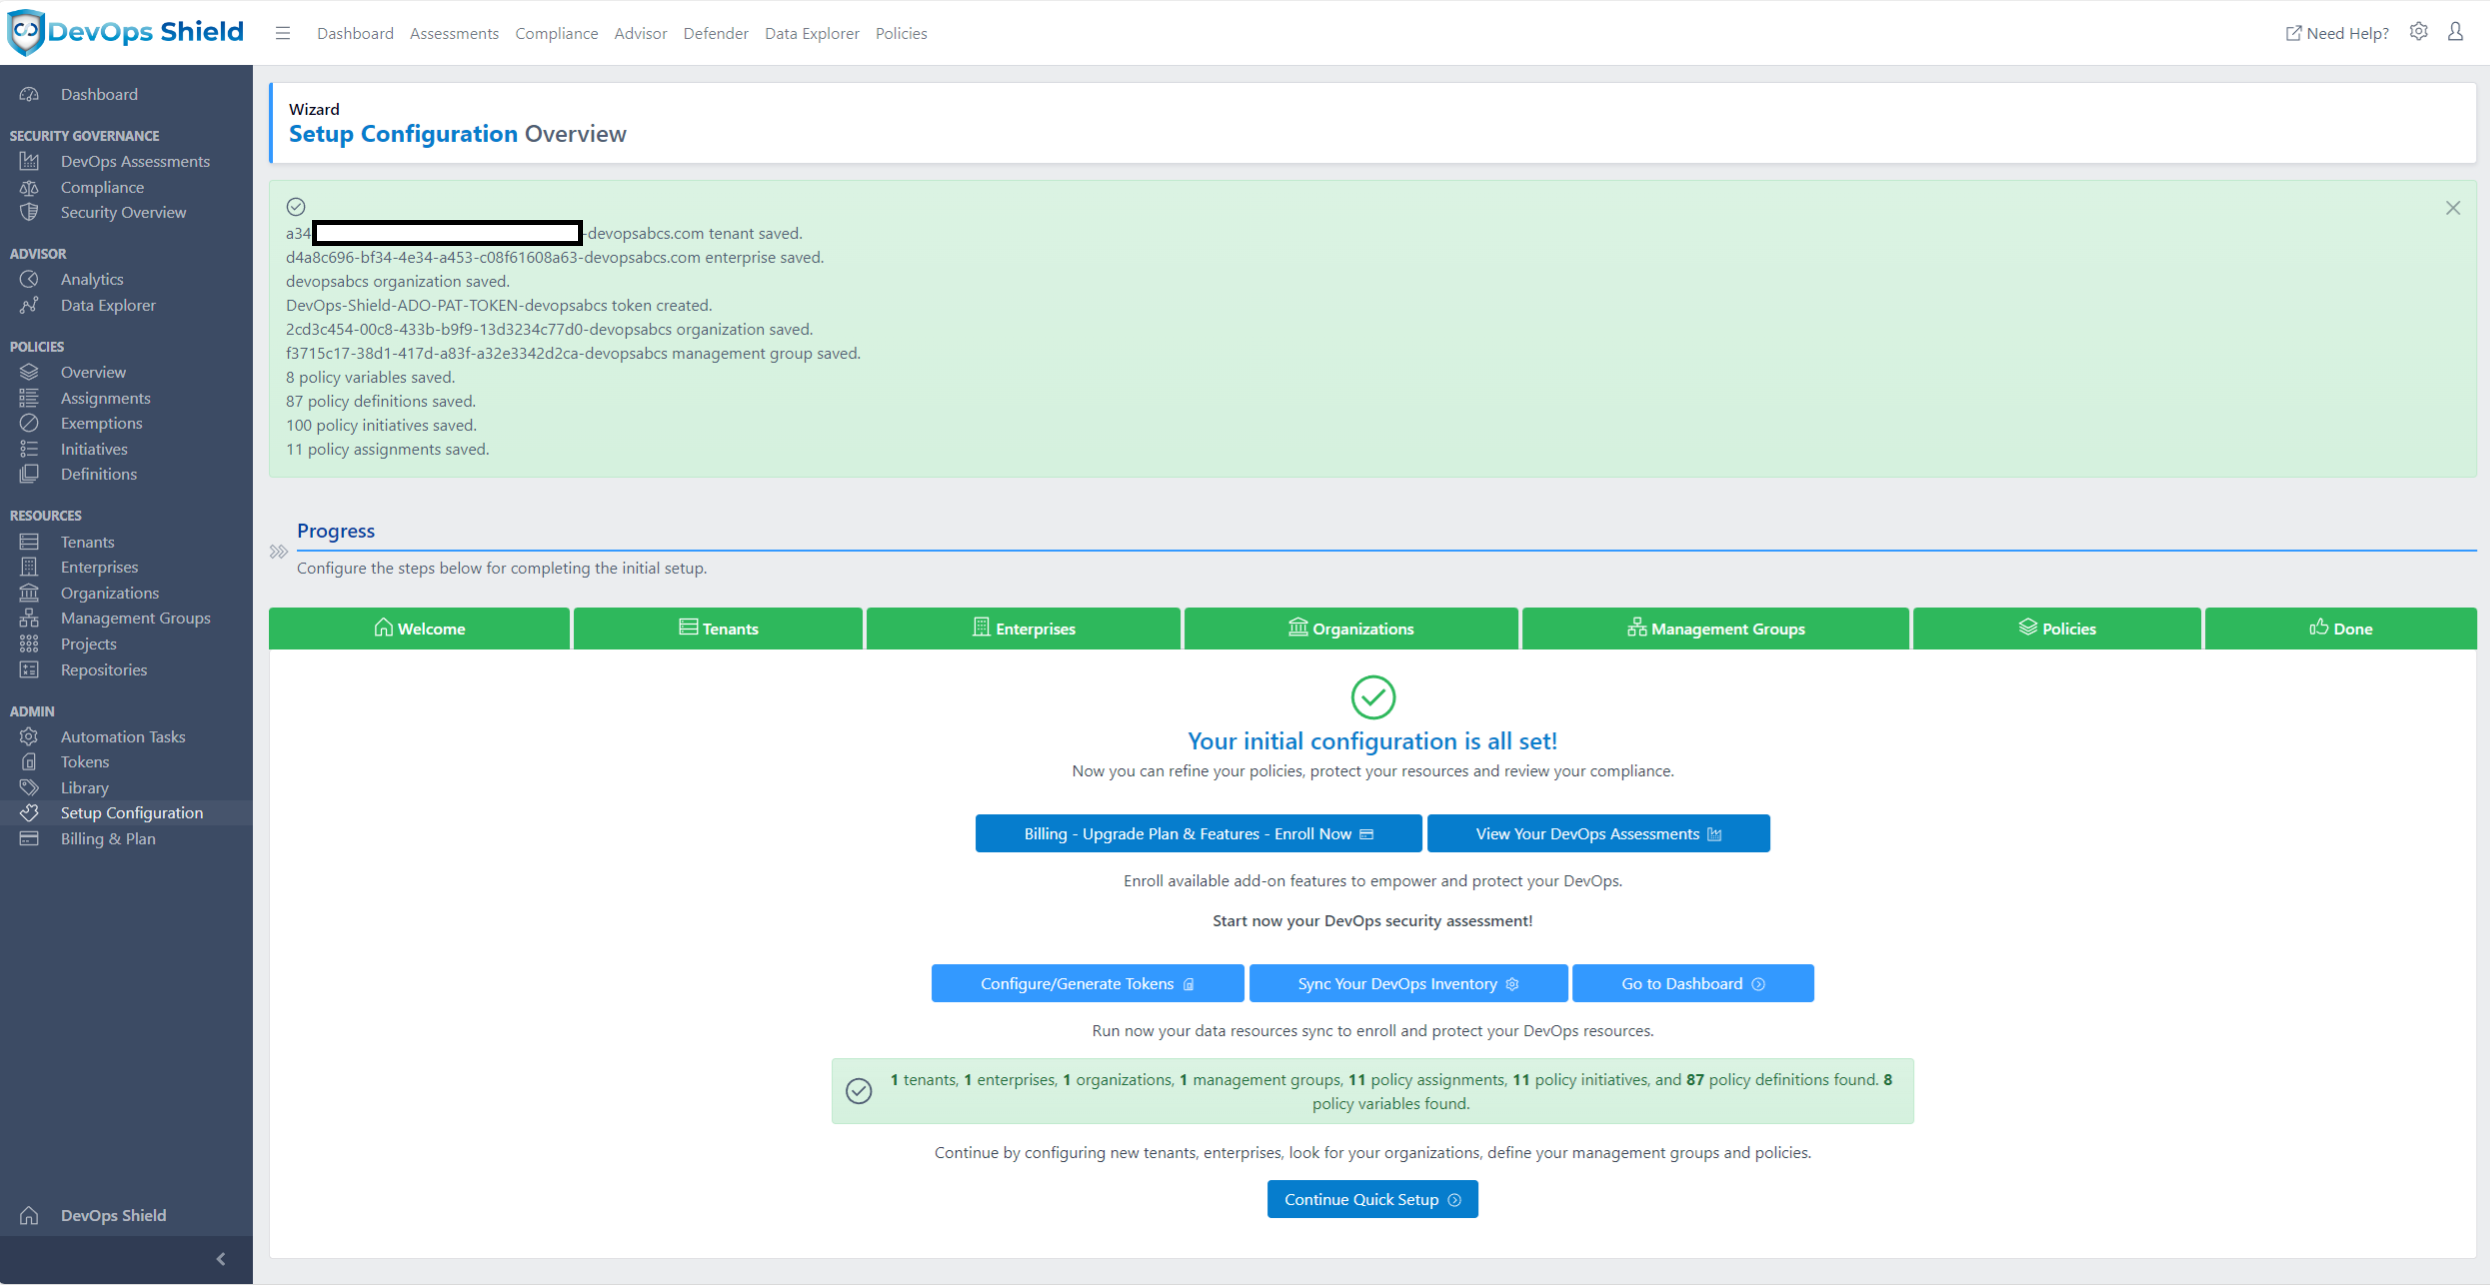 DevOps Shield
Dashboard Assessments Compliance Advisor Defender Data Explorer Policies
Need Help?
Dashboard
SECURITY GOVERNANCE
DevOps Assessments
Compliance
Security Overview
ADVISOR
Analytics
Data Explorer
POLICIES
Overview
Assignments
Exemptions
Initiatives
Definitions
RESOURCES
Tenants
Enterprises
Organizations
Management Groups
Projects
Repositories
ADMIN
Automation Tasks
Tokens
Library
Setup Configuration
Billing & Plan
DevOps Shield
Wizard
Setup Configuration Overview
a34 -devopsabcs.com tenant saved.
d4a8c696-bf34-4e34-a453-c08f61608a63-devopsabcs.com enterprise saved.
devopsabcs organization saved.
DevOps-Shield-ADO-PAT-TOKEN-devopsabcs token created.
2cd3c454-00c8-433b-b9f9-13d3234c77d0-devopsabcs organization saved.
f3715c17-38d1-417d-a83f-a32e3342d2ca-devopsabcs management group saved.
8 policy variables saved.
87 policy definitions saved.
100 policy initiatives saved.
11 policy assignments saved.
Progress
Configure the steps below for completing the initial setup.
Welcome Tenants Enterprises Organizations Management Groups Policies Done
Your initial configuration is all set!
Now you can refine your policies, protect your resources and review your compliance.
Billing - Upgrade Plan & Features - Enroll Now View Your DevOps Assessments
Enroll available add-on features to empower and protect your DevOps.
Start now your DevOps security assessment!
Configure/Generate Tokens Sync Your DevOps Inventory Go to Dashboard
Run now your data resources sync to enroll and protect your DevOps resources.
1 tenants, 1 enterprises, 1 organizations, 1 management groups, 11 policy assignments, 11 policy initiatives, and 87 policy definitions found. 8
policy variables found.
Continue by configuring new tenants, enterprises, look for your organizations, define your management groups and policies.
Continue Quick Setup